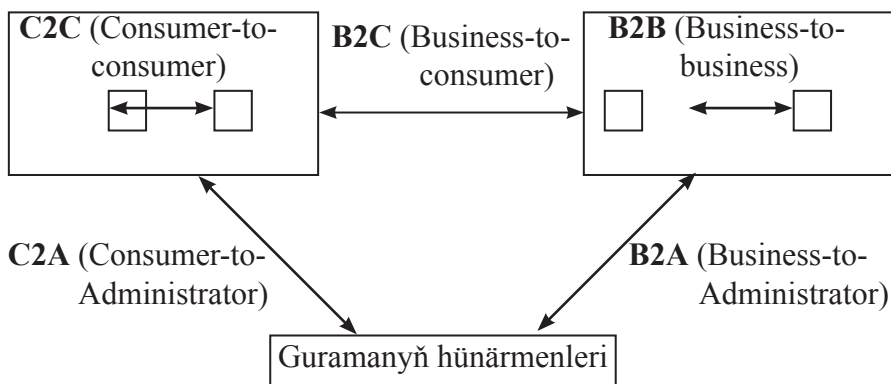 C2C (Consumer-to-
consumer)
B2C (Business-to-
consumer)
B2B (Business-to-
business)
C2A (Consumer-to-
Administrator)
B2A (Business-to-
Administrator)
Guramanyň hünärmenleri